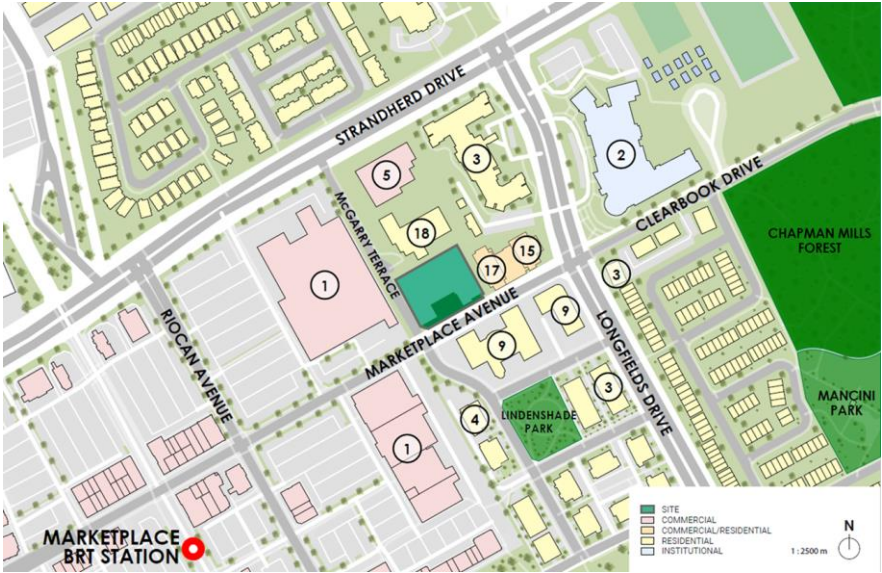 STRANDHERD DRIVE
3
2
5
CLEARBOOK DRIVE
McGARRY TERRACE
CHAPMAN MILLS
FOREST
18
15
17
3
1
RIOCAN AVENUE
MARKETPLACE AVENUE
9
9
LONGFIELDS DRIVE
3
LINDENSHADE
PARK
MANCINI
PARK
4
1
MARKETPLACE
BRT STATION
SITE
COMMERCIAL
COMMERCIAL/RESIDENTIAL
RESIDENTIAL
INSTITUTIONAL
1 : 2500 m
N